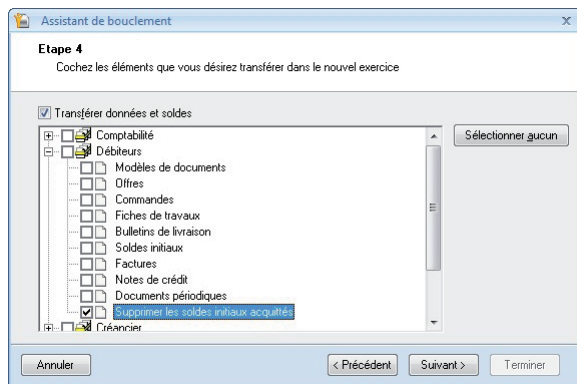 Assistant de bouclement
Etape 4
Cochez les éléments que vous désirez transférer dans le nouvel exercice
Transférer données et soldes
Comptabilité
Sélectionner aucun
Débiteurs
Modèles de documents
Offres
Commandes
Fiches de travaux
Bulletins de livraison
Soldes initiaux
Factures
Notes de crédit
Documents périodiques
Supprimer les soldes initiaux acquittés
Créancier
Annuler
< Précédent
Suivant >
Terminer